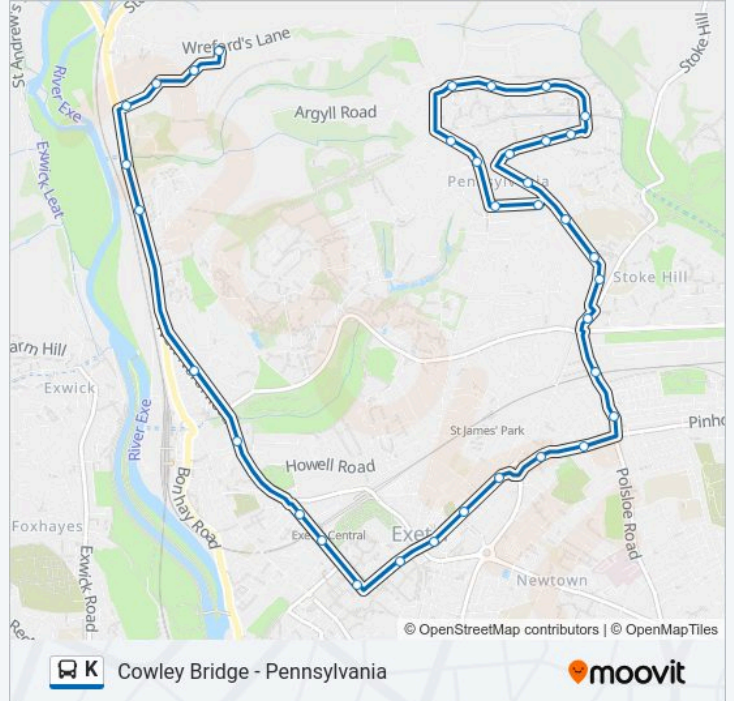 St Andrew's
Wreford's Lane
Stoke Hill
River Exe
Argyll Road
Exwick Leat
Pennsylvania
Stoke Hill
arm Hill
Exwick
River Exe
St James' Park
Pinho
Howell Road
Bonhay Road
Polsloe Road
Foxhayes
Exeter Central
Exet
Exwick Road
Newtown
© OpenStreetMap contributors | © OpenMapTiles
K Cowley Bridge - Pennsylvania
moovit